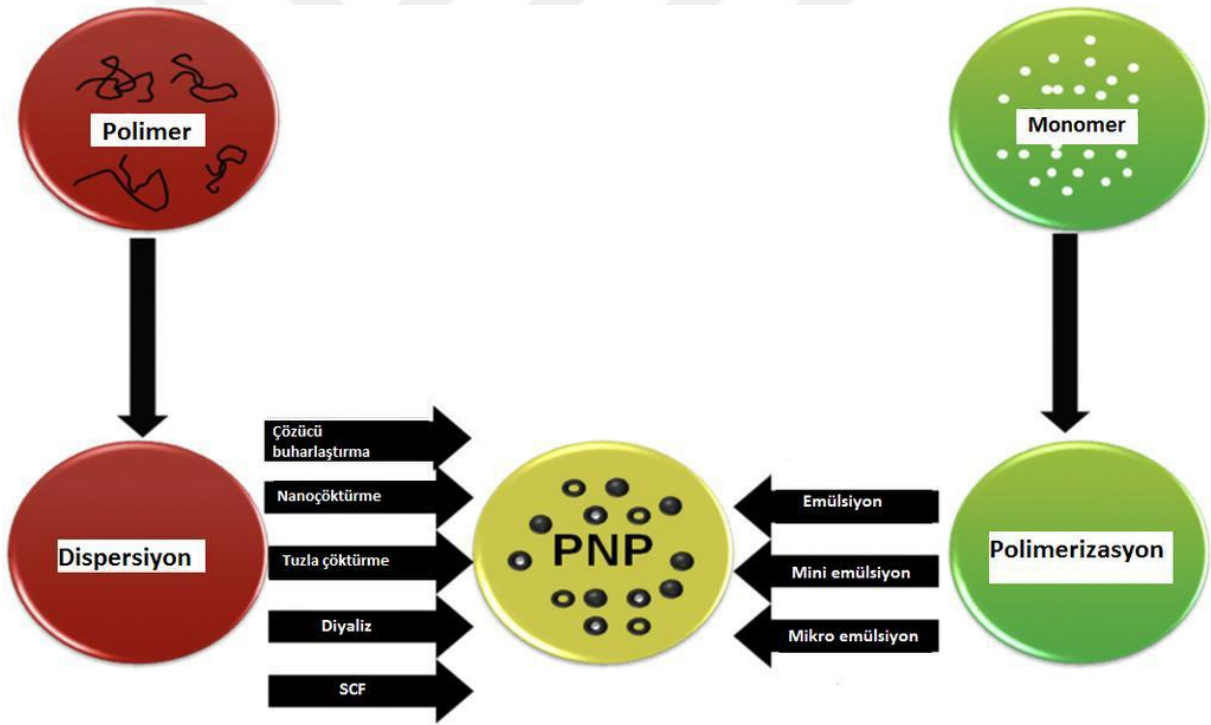 Polimer
Monomer
Çözücü
buharlaştırma
Nanoçöktürme
Tuzla çöktürme
Diyaliz
SCF
Dispersiyon
PNP
Emülsiyon
Mini emülsiyon
Mikro emülsiyon
Polimerizasyon